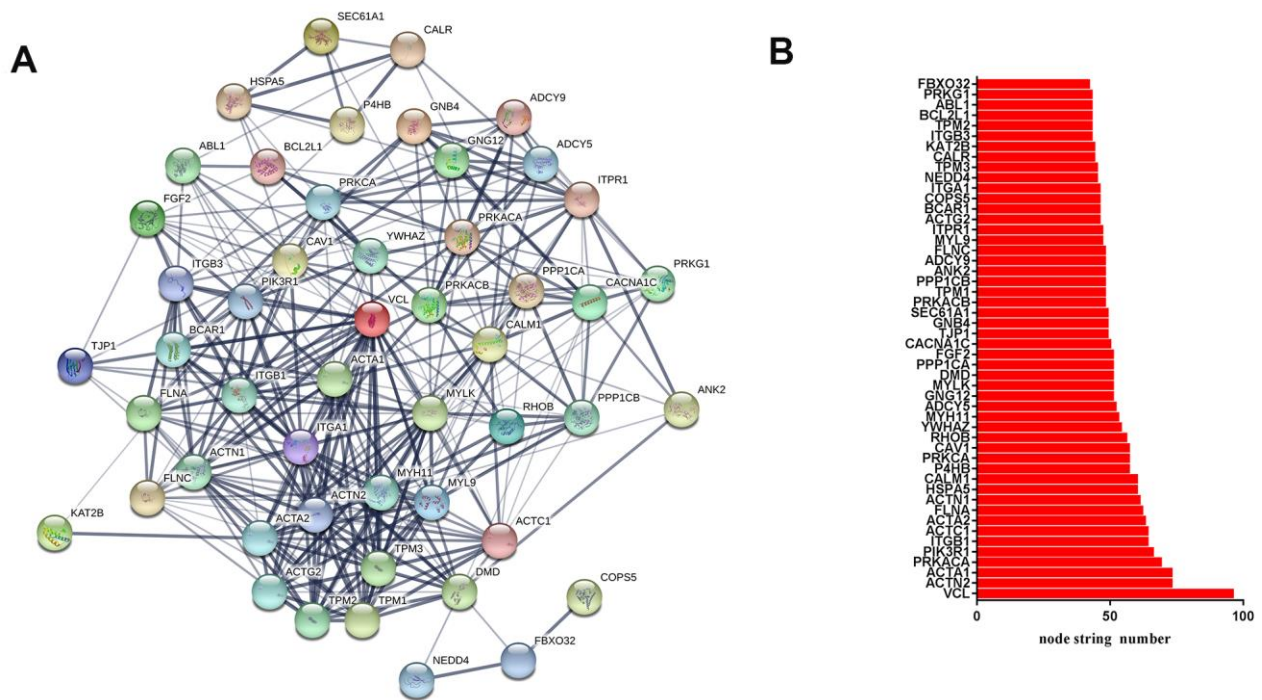 A
SEC61A1
CALR
HSPA5
P4HB
GNB4
ADCY9
ABL1
BCL2L1
GNG12
ADCY5
PRKCA
ITPR1
FGF2
PRKACA
CAV1
YWHAZ
ITGB3
PIK3R1
PPP1CA
PRKG1
VCL
PRKACB
CACNA1C
BCAR1
CALM1
TJP1
ACTA1
ITGB1
FLNA
MYLK
RHOB
PPP1CB
ANK2
ITGA1
ACTN1
FLNC
MYH11
ACTN2
MYL9
KAT2B
ACTA2
ACTC1
TPM3
ACTG2
DMD
COPS5
TPM2
TPM1
FBXO32
NEDD4
B
FBXO32
PRKG1
ABL1
BCL2L1
TPM2
ITGB3
KAT2B
CALR
TPM3
NEDD4
ITGA1
COPS5
BCAR1
ACTG2
ITPR1
MYL9
FLNC
ADCY9
ANK2
PPP1CB
TPM1
PRKACB
SEC61A1
GNB4
TJP1
CACNA1C
FGF2
PPP1CA
DMD
MYLK
GNG12
ADCY5
MYH11
YWHAZ
RHOB
CAV1
PRKCA
P4HB
CALM1
HSPA5
ACTN1
FLNA
ACTA2
ACTC1
ITGB1
PIK3R1
PRKACA
ACTA1
ACTN2
VCL
0 50 100
node string number